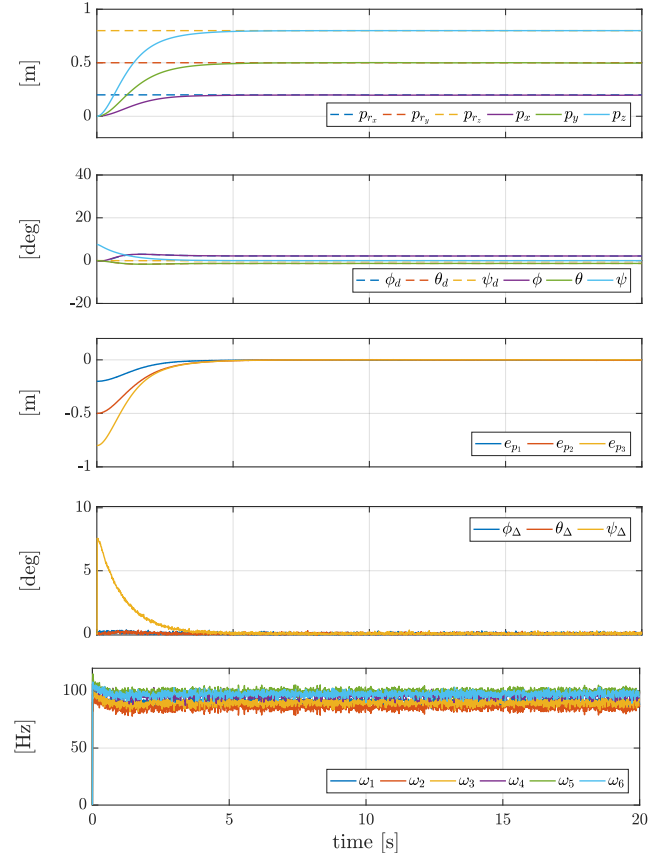 1
0.5
0
[m]
p_{r_x} p_{r_y} p_{r_z} p_x p_y p_z
40
20
0
-20
[deg]
ϕ_d θ_d ψ_d ϕ θ ψ
0
-0.5
-1
[m]
e_{p_1} e_{p_2} e_{p_3}
10
5
0
[deg]
ϕ_Δ θ_Δ ψ_Δ
100
50
0
[Hz]
ω_1 ω_2 ω_3 ω_4 ω_5 ω_6
0 5 10 15 20
time [s]